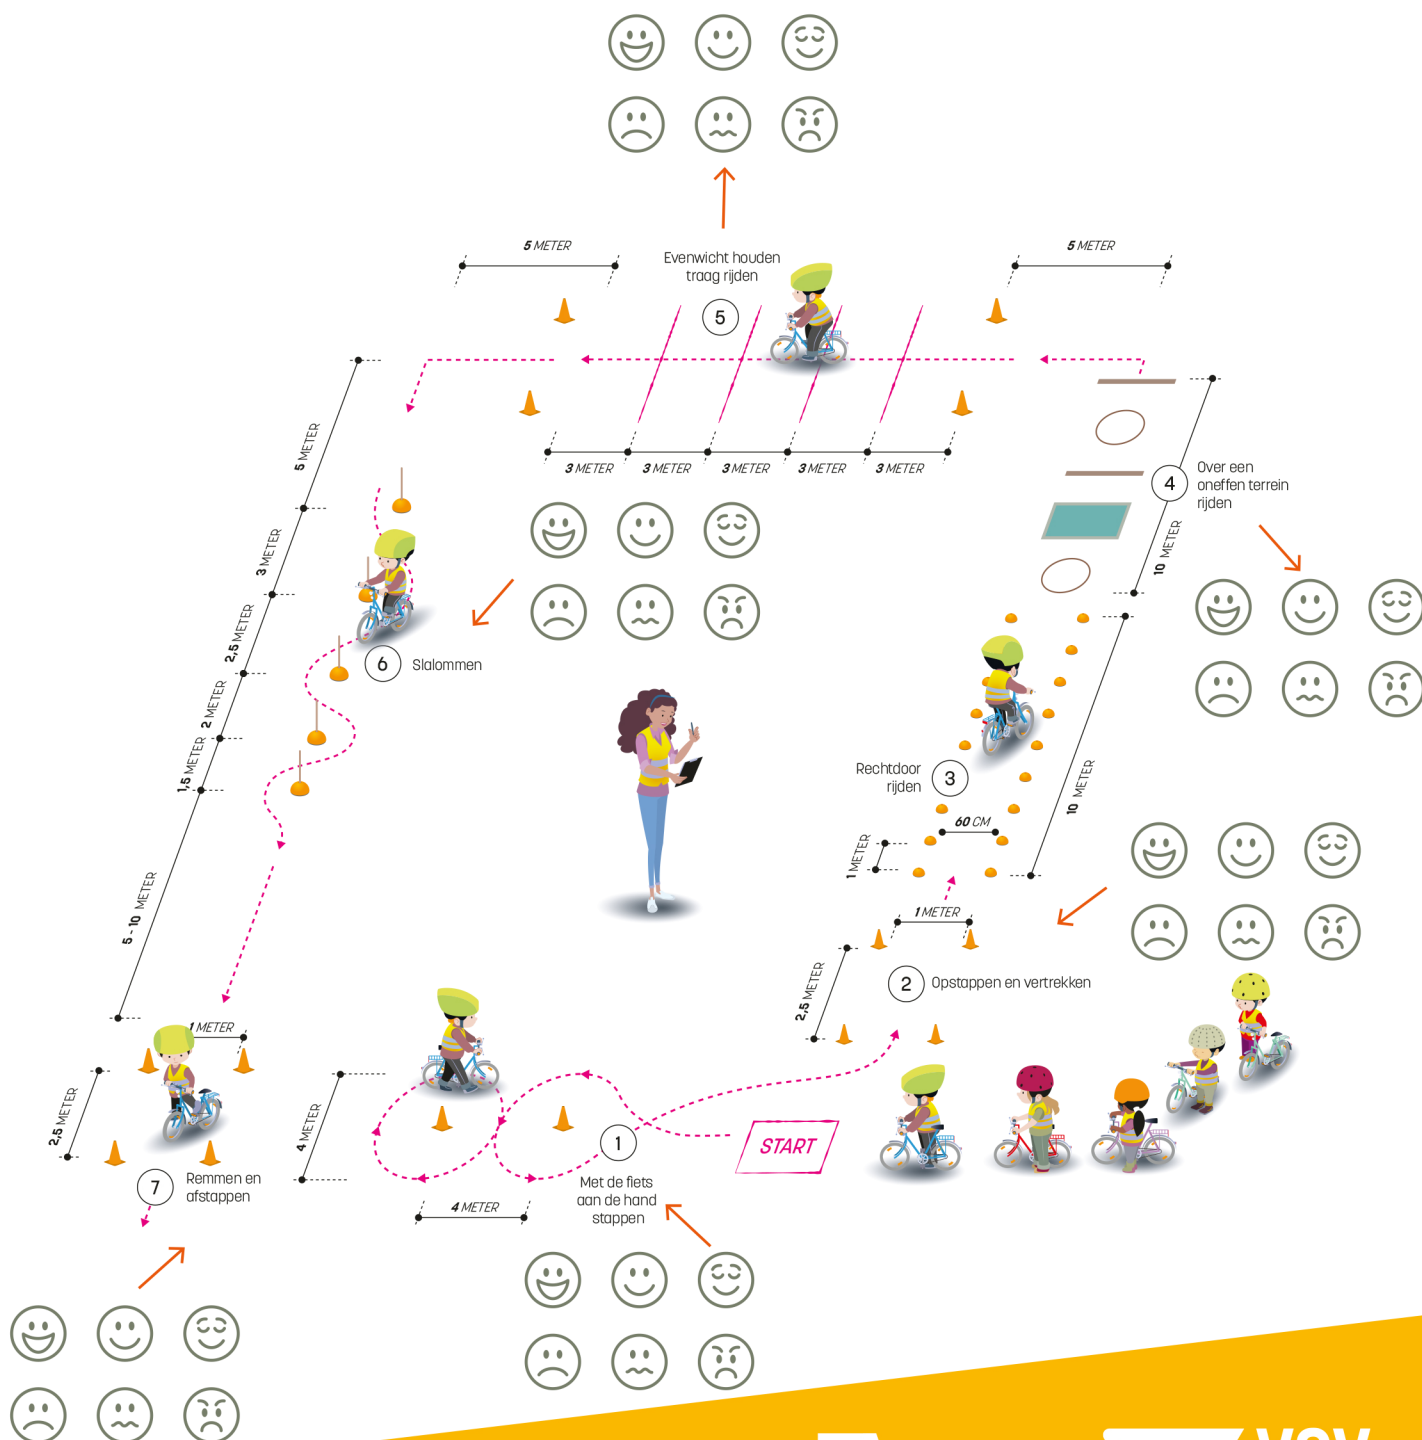 5 METER
5 METER
Evenwicht houden
traag rijden
5
3 METER
3 METER
3 METER
3 METER
3 METER
4
Over een
oneffen terrein
rijden
10 METER
5 METER
3 METER
2,5 METER
2 METER
1,5 METER
5 - 10 METER
6
Slalommen
Rechtdoor
rijden
3
60 CM
1 METER
10 METER
1 METER
2
Opstappen en vertrekken
2,5 METER
1 METER
2,5 METER
7
Remmen en
afstappen
4 METER
4 METER
1
Met de fiets
aan de hand
stappen
START
vsv